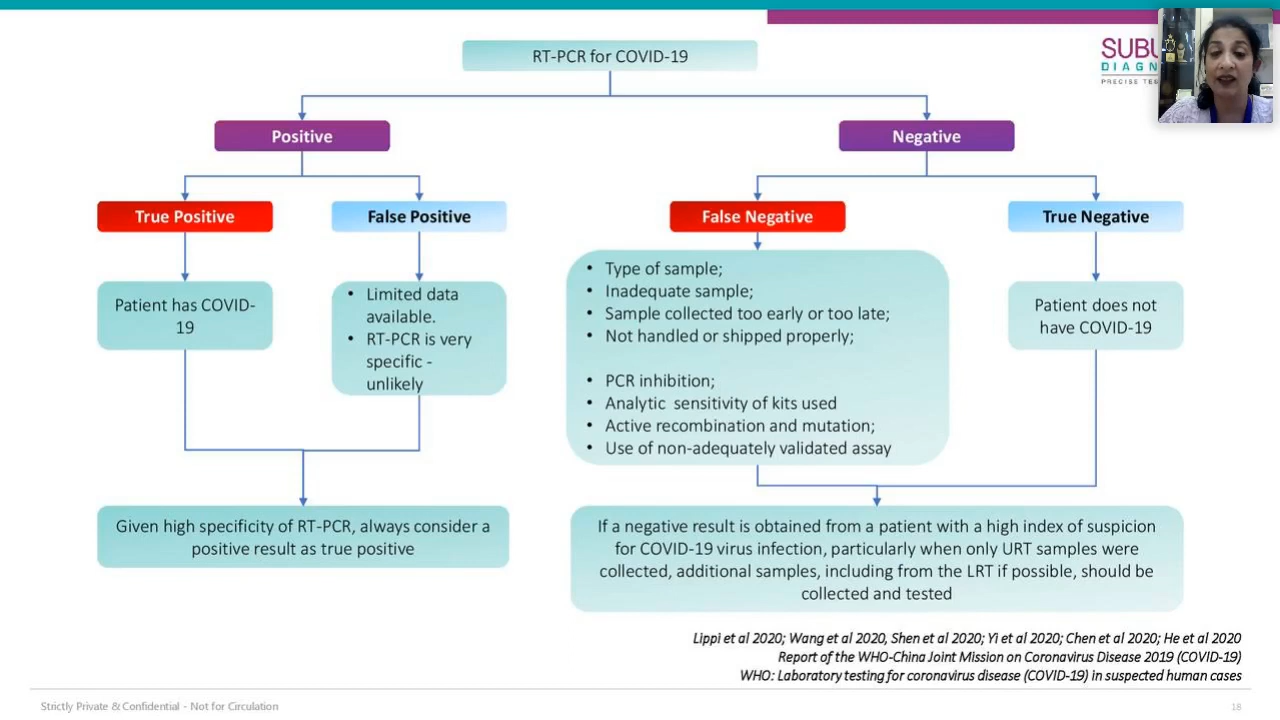 RT-PCR for COVID-19
SUBU
DIAGN
PRECISE TES
Positive
Negative
True Positive
False Positive
False Negative
True Negative
Patient has COVID-
19
• Limited data
available.
• RT-PCR is very
specific -
unlikely
• Type of sample;
• Inadequate sample;
• Sample collected too early or too late;
• Not handled or shipped properly;
• PCR inhibition;
• Analytic sensitivity of kits used
• Active recombination and mutation;
• Use of non-adequately validated assay
Patient does not
have COVID-19
Given high specificity of RT-PCR, always consider a
positive result as true positive
If a negative result is obtained from a patient with a high index of suspicion
for COVID-19 virus infection, particularly when only URT samples were
collected, additional samples, including from the LRT if possible, should be
collected and tested
Lippi et al 2020; Wang et al 2020, Shen et al 2020; Yi et al 2020; Chen et al 2020; He et al 2020
Report of the WHO-China Joint Mission on Coronavirus Disease 2019 (COVID-19)
WHO: Laboratory testing for coronavirus disease (COVID-19) in suspected human cases
Strictly Private & Confidential - Not for Circulation
18